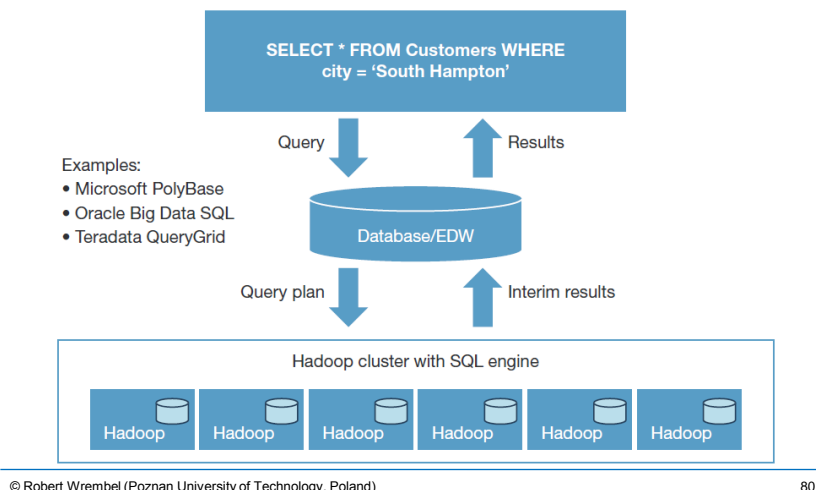 SELECT * FROM Customers WHERE
city = ‘South Hampton’
Query
Results
Examples:
• Microsoft PolyBase
• Oracle Big Data SQL
• Teradata QueryGrid
Database/EDW
Query plan
Interim results
Hadoop cluster with SQL engine
Hadoop Hadoop Hadoop Hadoop Hadoop Hadoop
© Robert Wrembel (Poznan University of Technology, Poland) 80